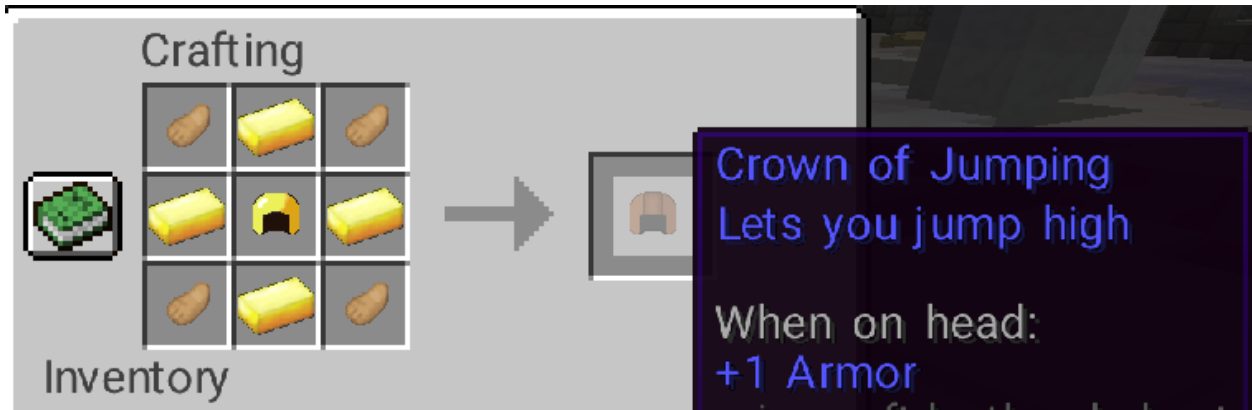 Crafting
Crown of Jumping
Lets you jump high
When on head:
+1 Armor
Inventory